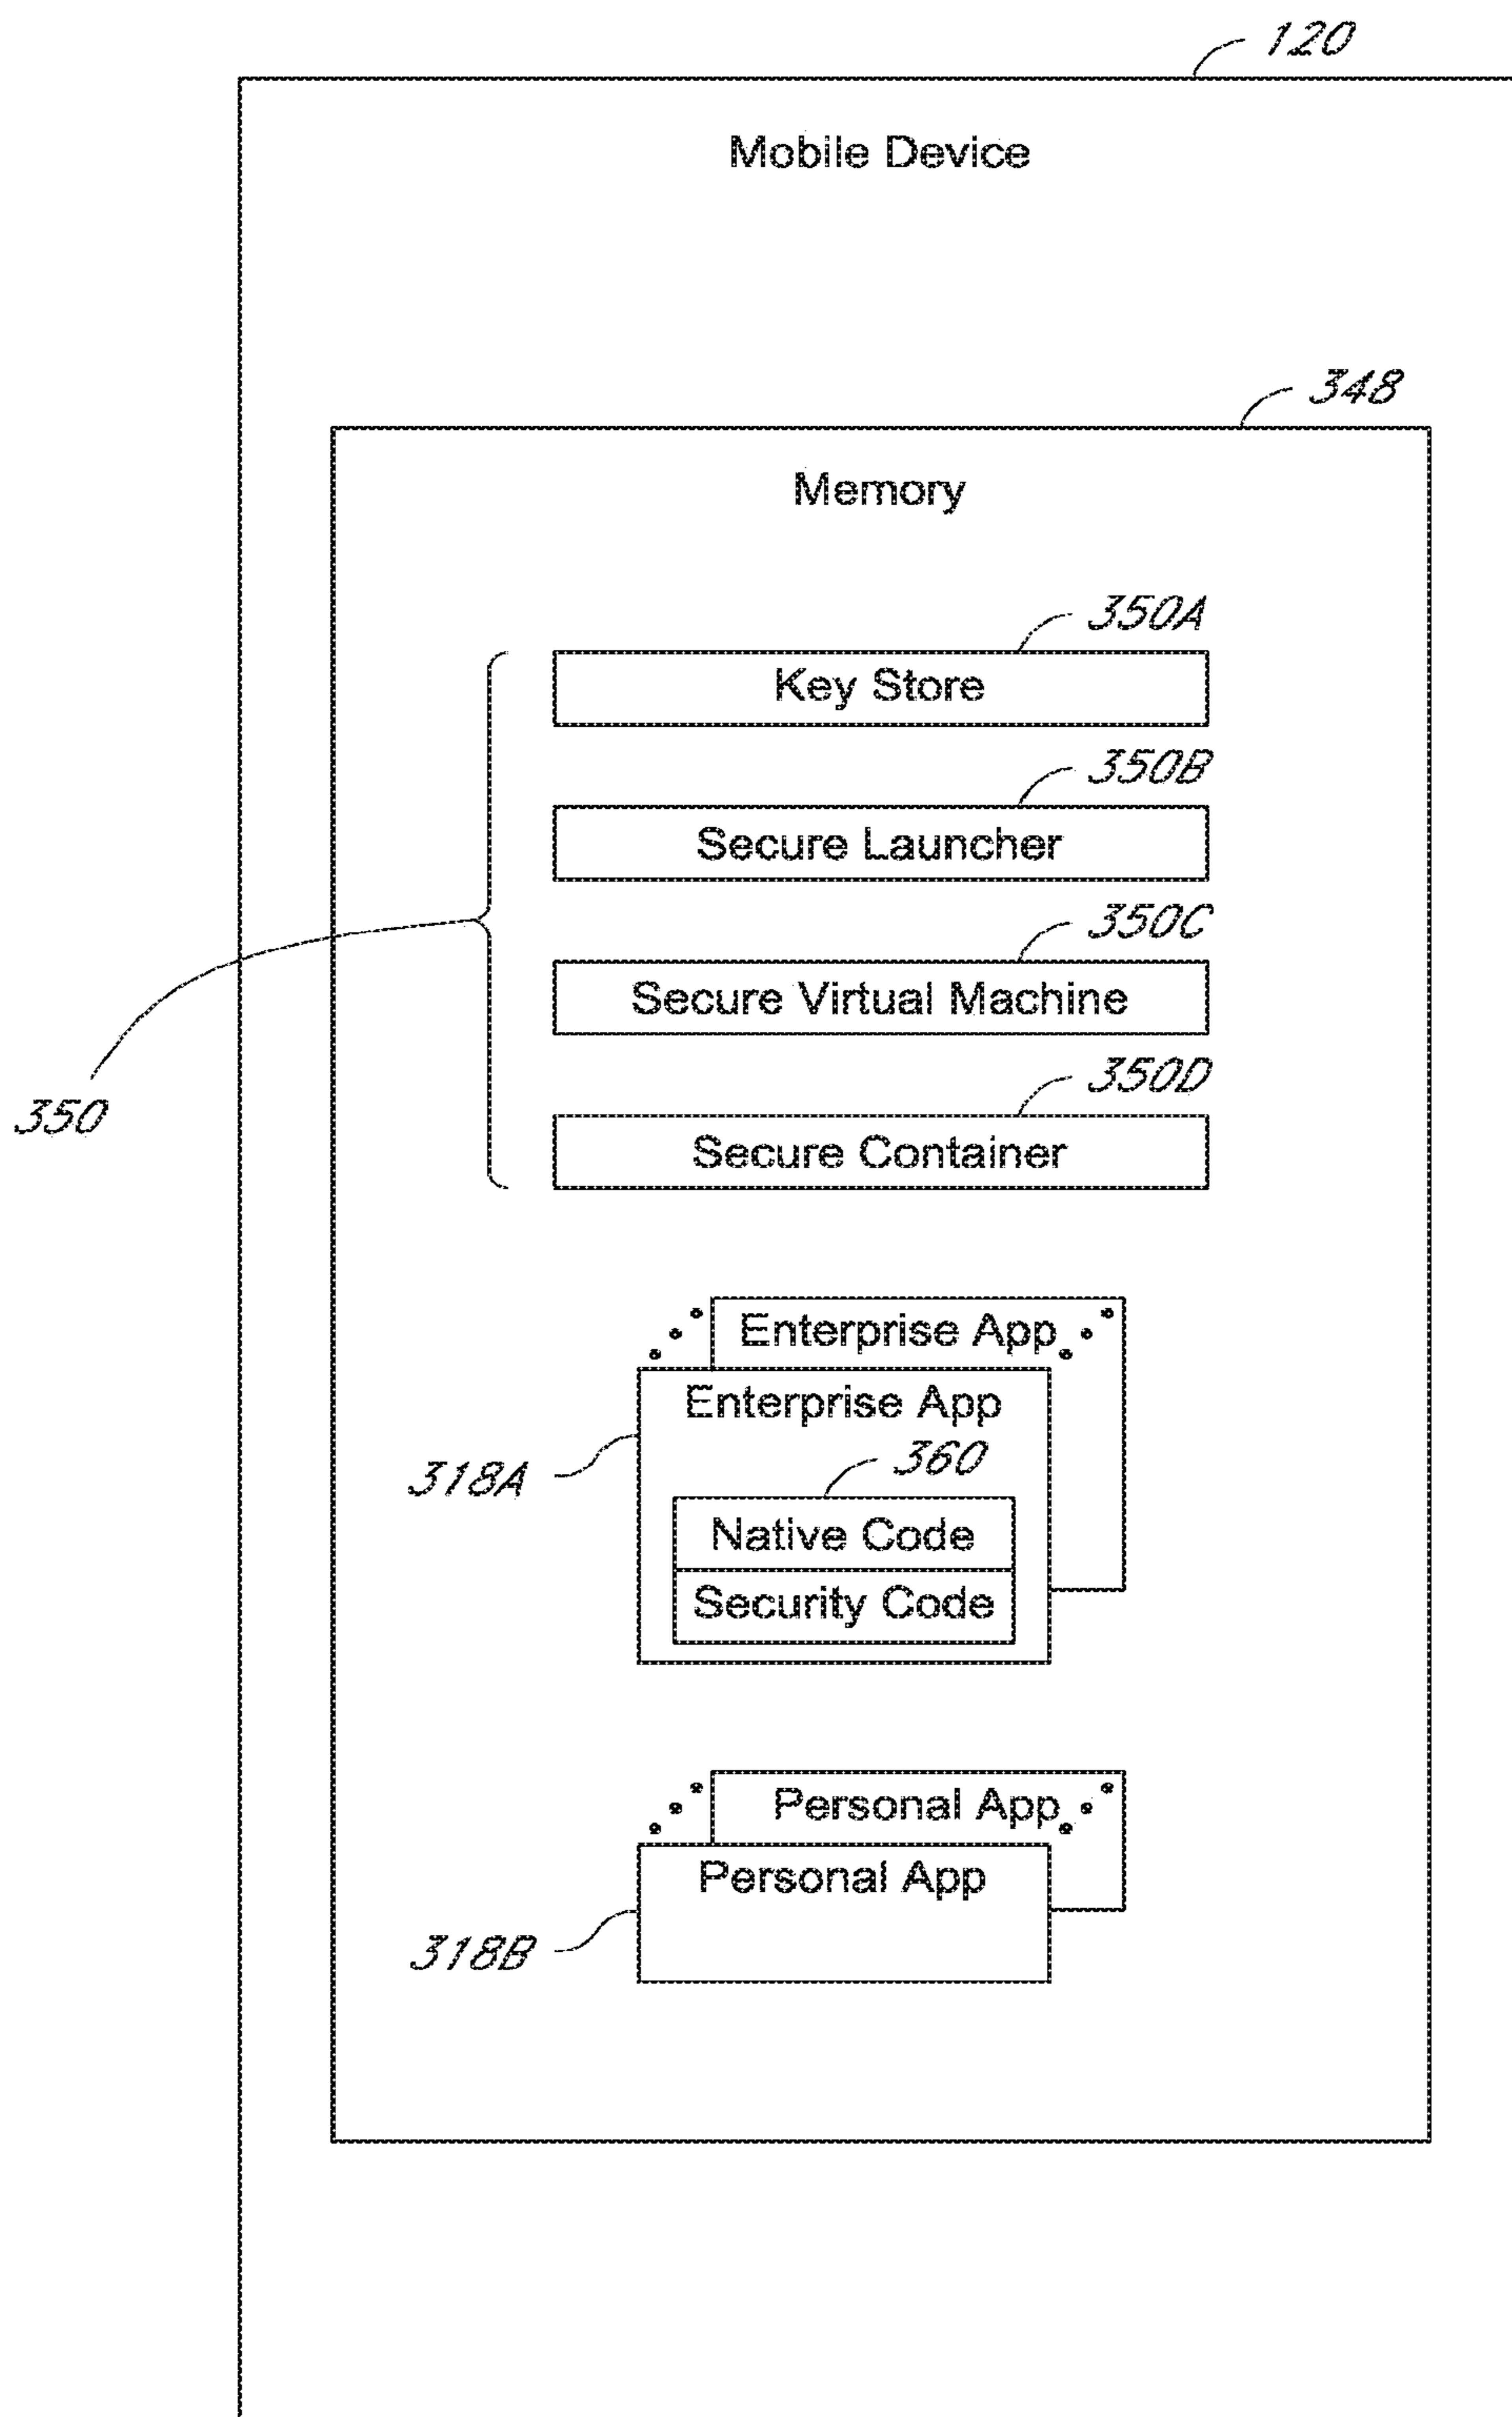 120
Mobile Device
348
Memory
350A
Key Store
350B
Secure Launcher
350C
Secure Virtual Machine
350D
350
Secure Container
Enterprise App
Enterprise App
318A
360
Native Code
Security Code
Personal App
Personal App
318B